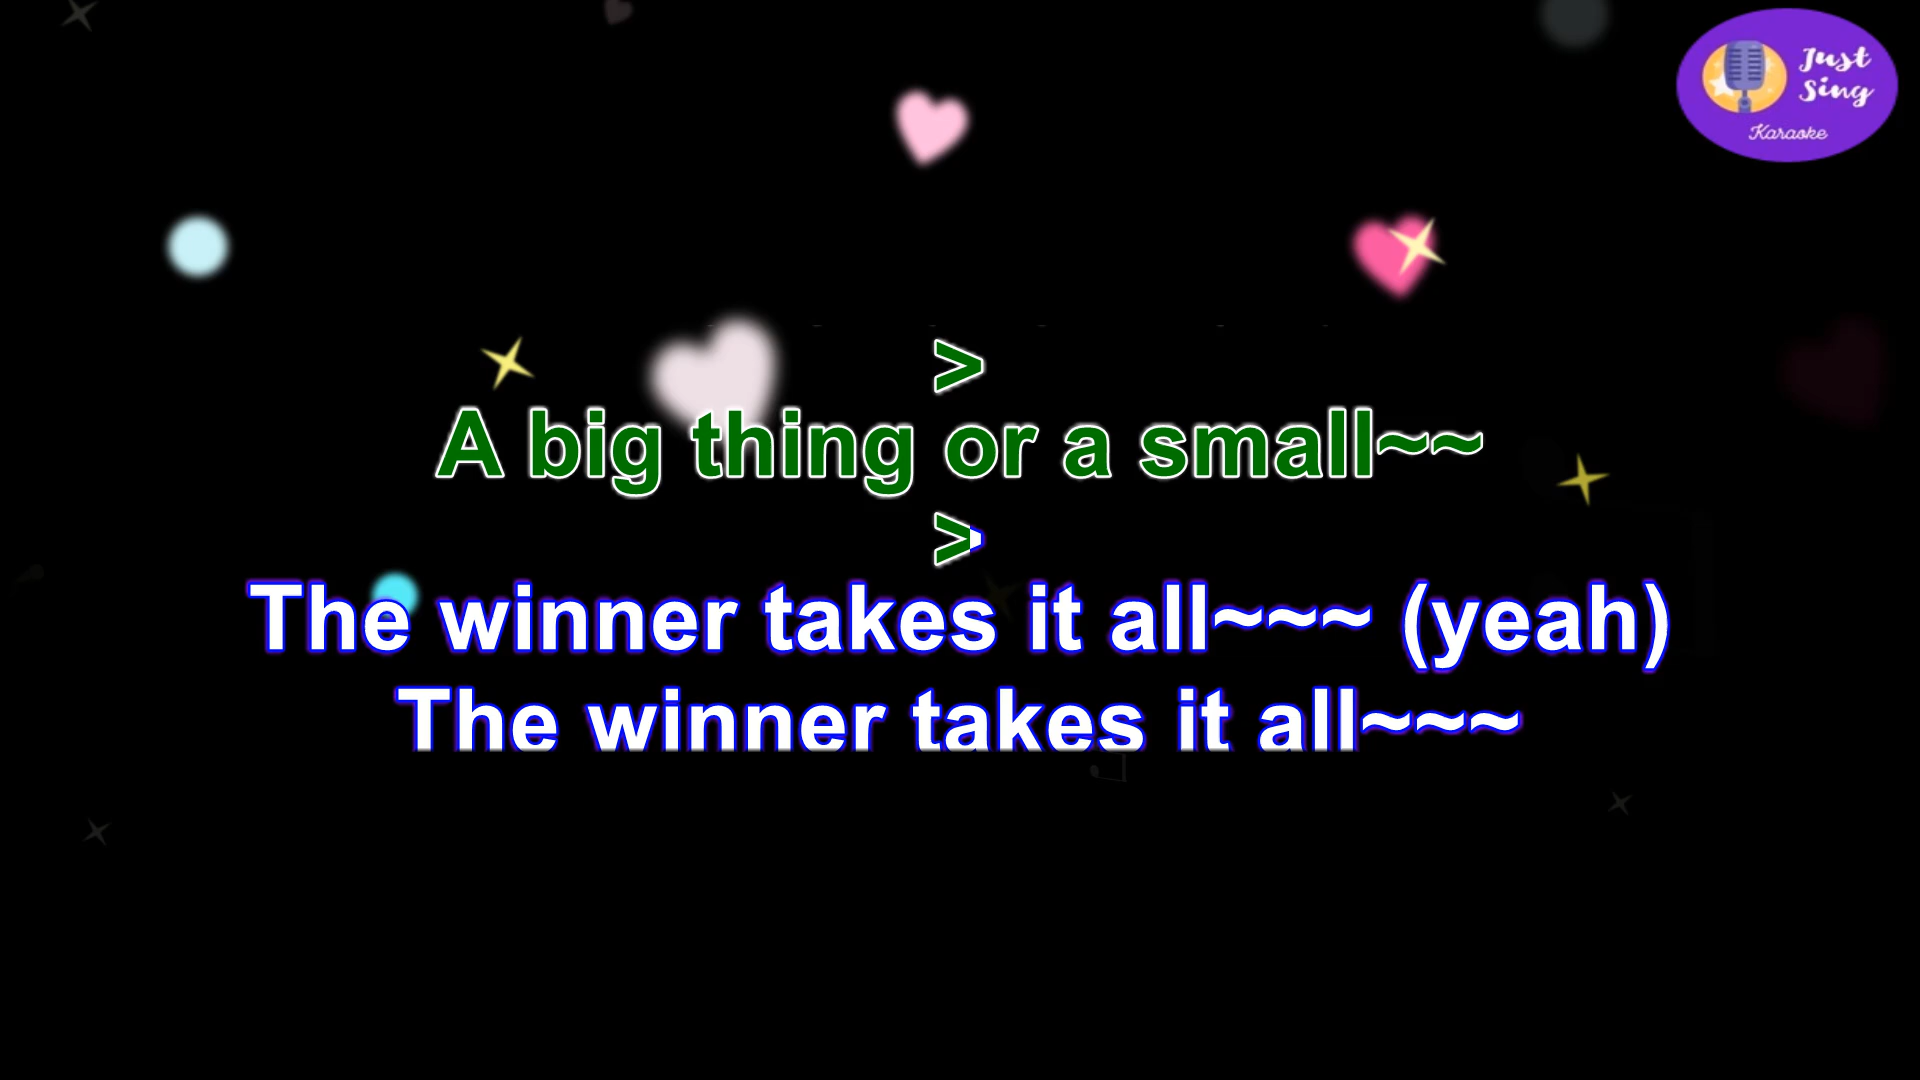 Just
Sing
Karaoke
>
A big thing or a small~~
>
The winner takes it all~~~ (yeah)
The winner takes it all~~~